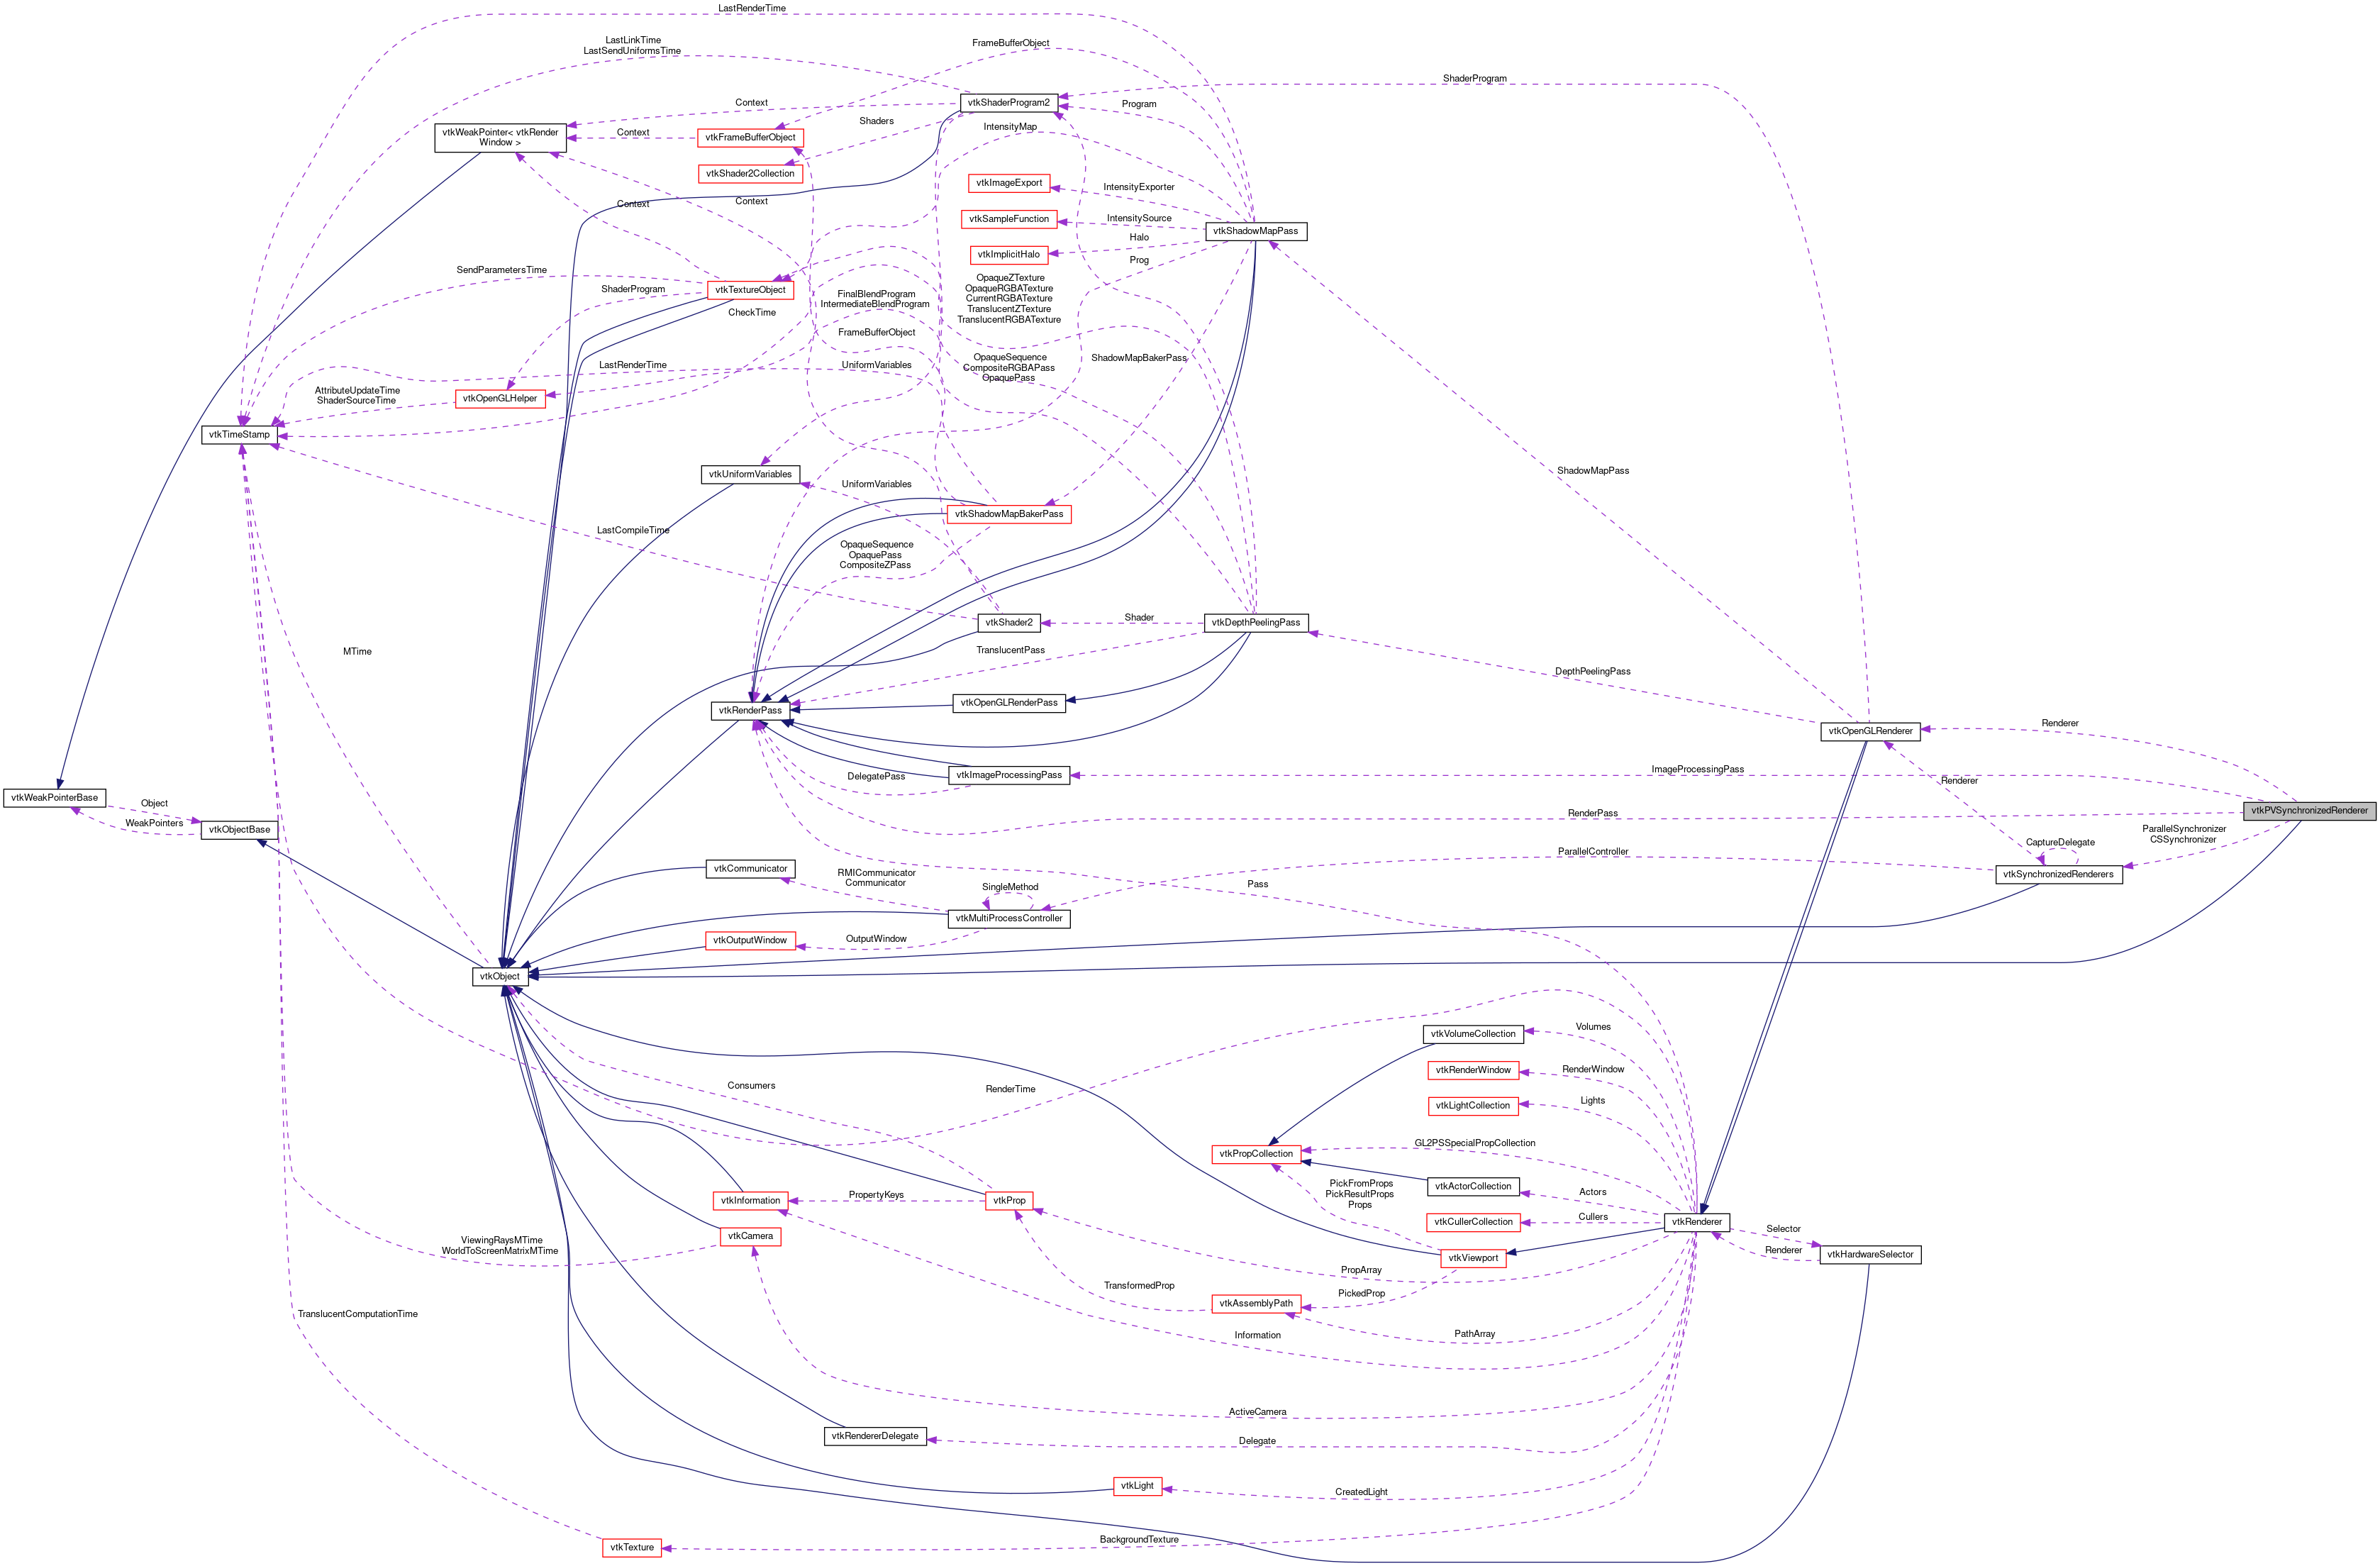 LastRenderTime
LastLinkTime
LastSendUniformsTime
FrameBufferObject
ShaderProgram
Context
vtkShaderProgram2
Program
vtkWeakPointer< vtkRender
Window >
Context
vtkFrameBufferObject
Shaders
IntensityMap
vtkShader2Collection
vtkImageExport
IntensityExporter
Context
Context
vtkSampleFunction
IntensitySource
vtkShadowMapPass
Halo
vtkImplicitHalo
Prog
SendParametersTime
ShaderProgram
vtkTextureObject
FinalBlendProgram
IntermediateBlendProgram
OpaqueZTexture
OpaqueRGBATexture
CurrentRGBATexture
TranslucentZTexture
TranslucentRGBATexture
CheckTime
FrameBufferObject
LastRenderTime
UniformVariables
OpaqueSequence
CompositeRGBAPass
OpaquePass
ShadowMapBakerPass
AttributeUpdateTime
ShaderSourceTime
vtkOpenGLHelper
vtkTimeStamp
vtkUniformVariables
UniformVariables
ShadowMapPass
vtkShadowMapBakerPass
LastCompileTime
OpaqueSequence
OpaquePass
CompositeZPass
vtkShader2
Shader
vtkDepthPeelingPass
MTime
TranslucentPass
DepthPeelingPass
vtkOpenGLRenderPass
vtkRenderPass
vtkOpenGLRenderer
Renderer
DelegatePass
vtkImageProcessingPass
ImageProcessingPass
Renderer
vtkWeakPointerBase
Object
WeakPointers
vtkObjectBase
RenderPass
vtkPVSynchronizedRenderer
ParallelSynchronizer
CSSynchronizer
CaptureDelegate
ParallelController
vtkSynchronizedRenderers
vtkCommunicator
RMICommunicator
Communicator
SingleMethod
Pass
vtkMultiProcessController
vtkOutputWindow
OutputWindow
vtkObject
vtkVolumeCollection
Volumes
vtkRenderWindow
RenderWindow
Consumers
RenderTime
vtkLightCollection
Lights
vtkPropCollection
GL2PSSpecialPropCollection
vtkInformation
PropertyKeys
vtkProp
PickFromProps
PickResultProps
Props
vtkActorCollection
Actors
vtkCullerCollection
Cullers
vtkRenderer
Selector
Renderer
vtkHardwareSelector
vtkCamera
ViewingRaysMTime
WorldToScreenMatrixMTime
vtkViewport
PropArray
TransformedProp
PickedProp
vtkAssemblyPath
TranslucentComputationTime
Information
PathArray
ActiveCamera
vtkRendererDelegate
Delegate
vtkLight
CreatedLight
BackgroundTexture
vtkTexture